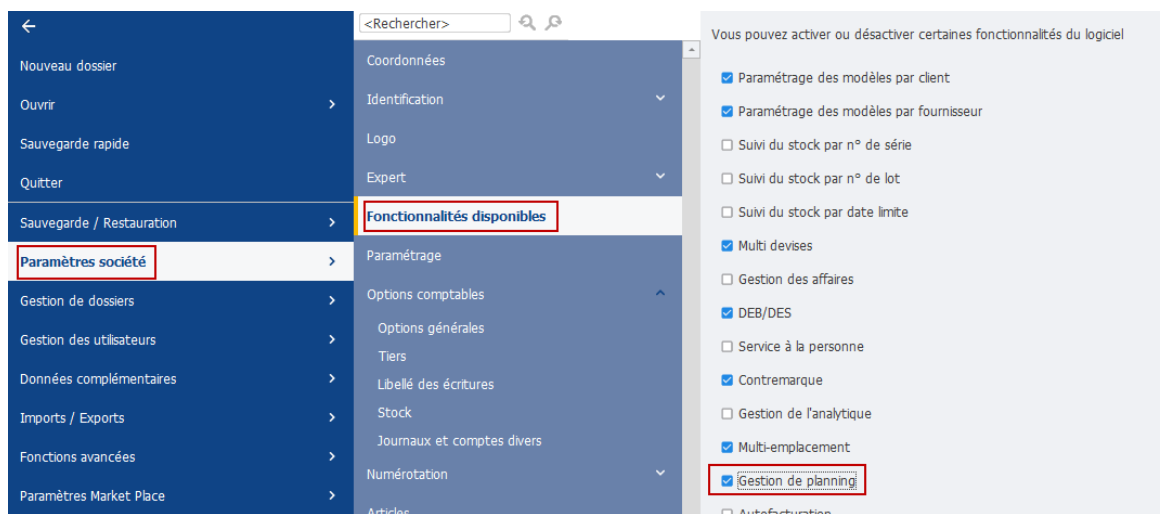 Nouveau dossier
Ouvrir
Sauvegarde rapide
Quitter
Sauvegarde / Restauration
Paramètres société
Gestion de dossiers
Gestion des utilisateurs
Données complémentaires
Imports / Exports
Fonctions avancées
Paramètres Market Place
<Rechercher>
Coordonnées
Identification
Logo
Expert
Fonctionnalités disponibles
Paramétrage
Options comptables
Options générales
Tiers
Libellé des écritures
Stock
Journaux et comptes divers
Numérotation
Articles
Vous pouvez activer ou désactiver certaines fonctionnalités du logiciel
Paramétrage des modèles par client
Paramétrage des modèles par fournisseur
Suivi du stock par n° de série
Suivi du stock par n° de lot
Suivi du stock par date limite
Multi devises
Gestion des affaires
DEB/DES
Service à la personne
Contremarque
Gestion de l'analytique
Multi-emplacement
Gestion de planning
Autofacturation